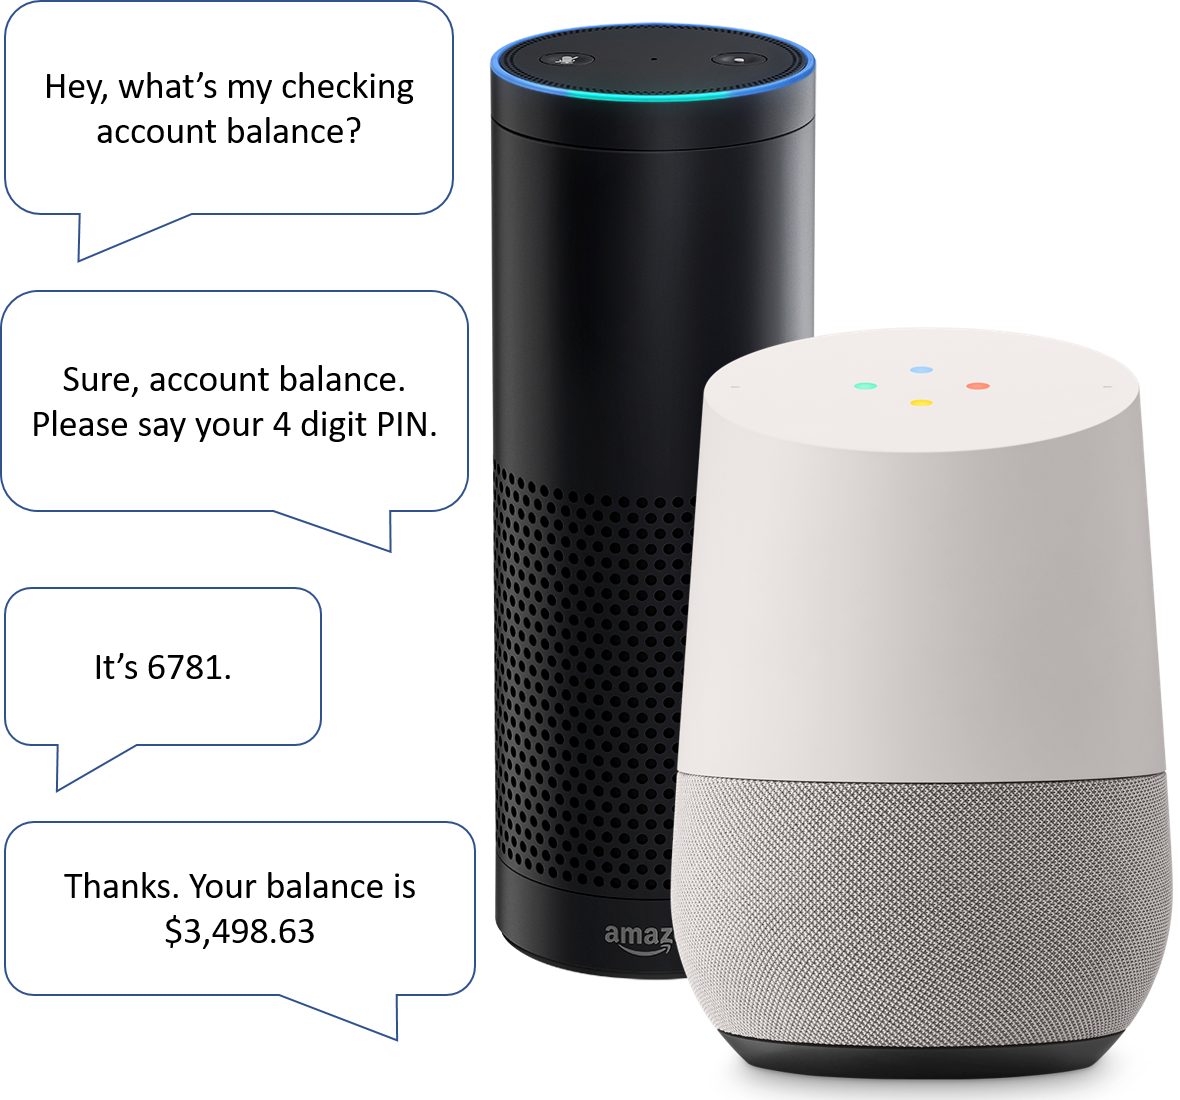 Hey, what’s my checking
account balance?
Sure, account balance.
Please say your 4 digit PIN.
It’s 6781.
Thanks. Your balance is
$3,498.63
amaz